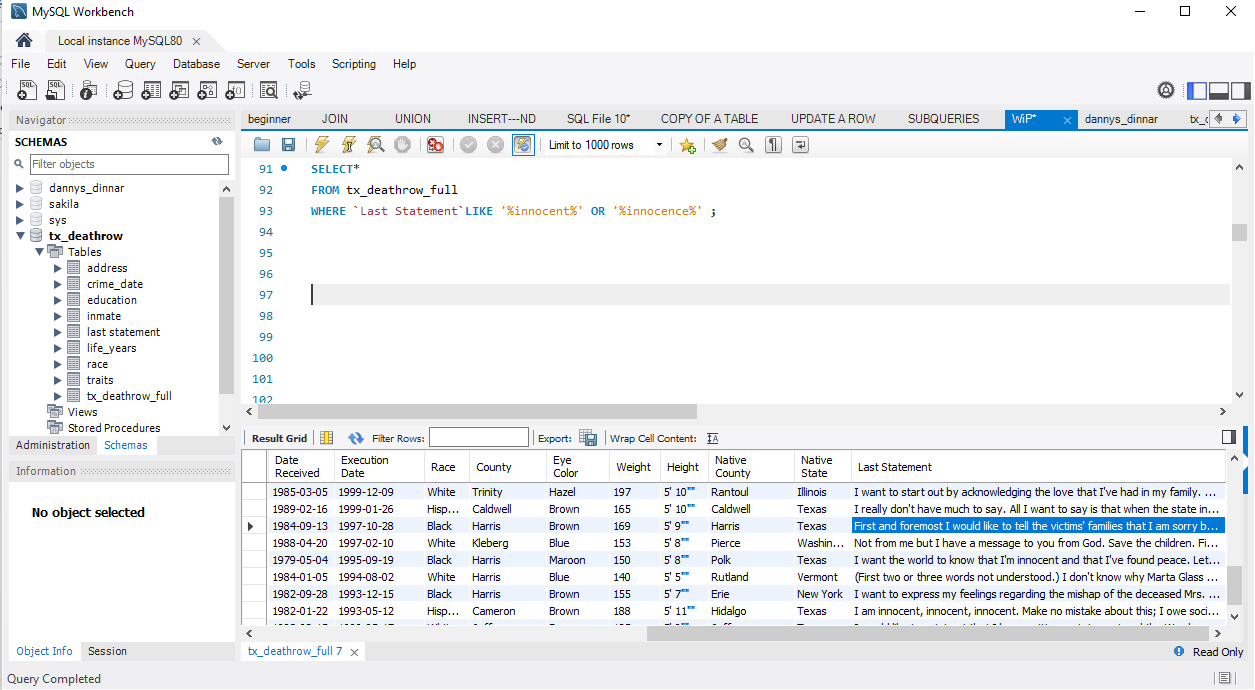 MySQL Workbench
Local instance MySQL80
File Edit View Query Database Server Tools Scripting Help
Navigator
SCHEMAS
Filter objects
dannys_dinnar
sakila
sys
tx_deathrow
Tables
address
crime_date
education
inmate
last statement
life_years
race
traits
tx_deathrow_full
Views
Stored Procedures
Administration Schemas
Information
No object selected
Object Info Session
beginner JOIN UNION INSERT---ND SQL File 10* COPY OF A TABLE UPDATE A ROW SUBQUERIES WiP* dannys_dinnar tx_c
Limit to 1000 rows
91 SELECT*
92 FROM tx_deathrow_full
93 WHERE `Last Statement`LIKE '%innocent%' OR '%innocence%' ;
94
95
96
97
98
99
100
101
102
Result Grid Filter Rows: Export: Wrap Cell Content: IA
Date Received Execution Date Race County Eye Color Weight Height Native County Native State Last Statement
1985-03-05 1999-12-09 White Trinity Hazel 197 5' 10"" Rantoul Illinois I want to start out by acknowledging the love that I've had in my family. ...
1989-02-16 1999-01-26 Hisp... Caldwell Brown 165 5' 10"" Caldwell Texas I really don't have much to say. All I want to say is that when the state in...
1984-09-13 1997-10-28 Black Harris Brown 169 5' 9"" Harris Texas First and foremost I would like to tell the victims' families that I am sorry b...
1988-04-20 1997-02-10 White Kleberg Blue 153 5' 8"" Pierce Washin... Not from me but I have a message to you from God. Save the children. Fi...
1979-05-04 1995-09-19 Black Harris Maroon 150 5' 8"" Polk Texas I want the world to know that I'm innocent and that I've found peace. Let...
1984-01-05 1994-08-02 White Harris Blue 140 5' 5"" Rutland Vermont (First two or three words not understood.) I don't know why Marta Glass ...
1982-09-28 1993-12-15 Black Harris Brown 155 5' 7"" Erie New York I want to express my feelings regarding the mishap of the deceased Mrs. ...
1982-01-22 1993-05-12 Hisp... Cameron Brown 188 5' 11"" Hidalgo Texas I am innocent, innocent, innocent. Make no mistake about this; I owe soci...
tx_deathrow_full 7
Read Only
Query Completed